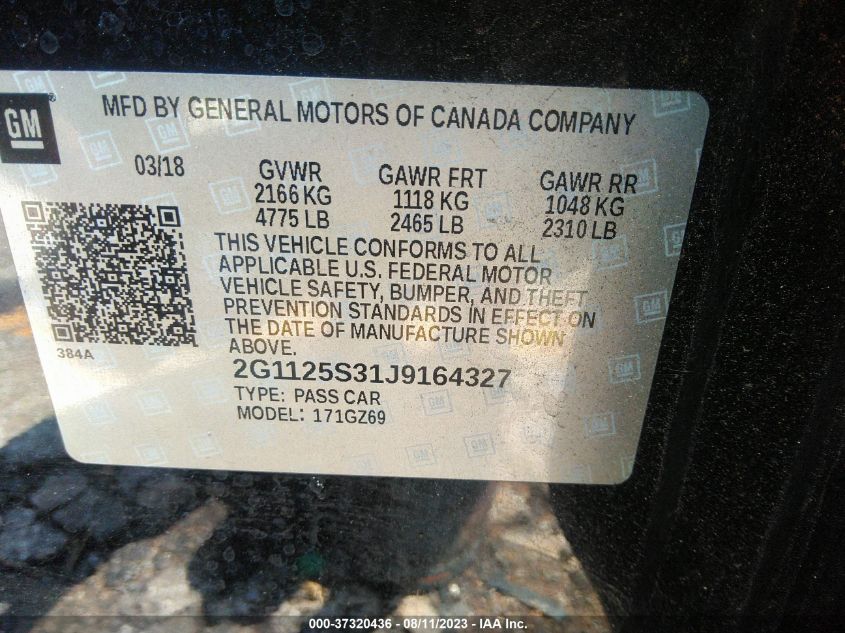 GM
MFD BY GENERAL MOTORS OF CANADA COMPANY
03/18
GVWR
2166 KG
4775 LB
GAWR FRT
1118 KG
2465 LB
GAWR RR
1048 KG
2310 LB
THIS VEHICLE CONFORMS TO ALL
APPLICABLE U.S. FEDERAL MOTOR
VEHICLE SAFETY, BUMPER, AND THEFT
PREVENTION STANDARDS IN EFFECT ON
THE DATE OF MANUFACTURE SHOWN
ABOVE.
384A
2G1125S31J9164327
TYPE: PASS CAR
MODEL: 171GZ69
000-37320436 - 08/11/2023 - IAA Inc.